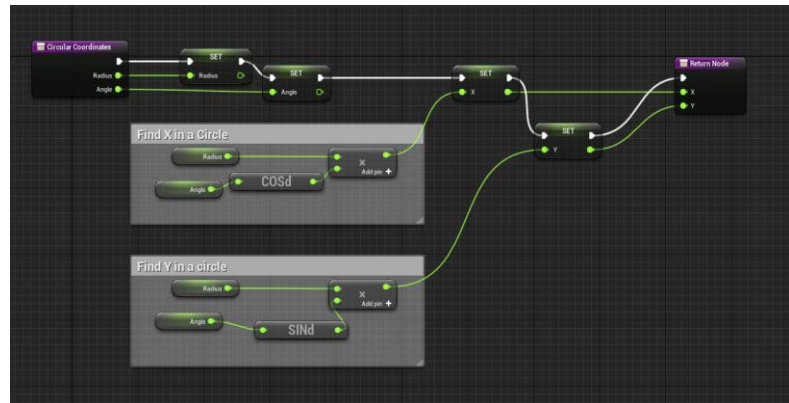 Circular Coordinates
Radius
Angle
SET
Radius
SET
Angle
SET
X
SET
Y
Return Node
X
Y
Find X in a Circle
Radius
Angle
COSd
X
Add pin +
Find Y in a circle
Radius
Angle
SINd
X
Add pin +